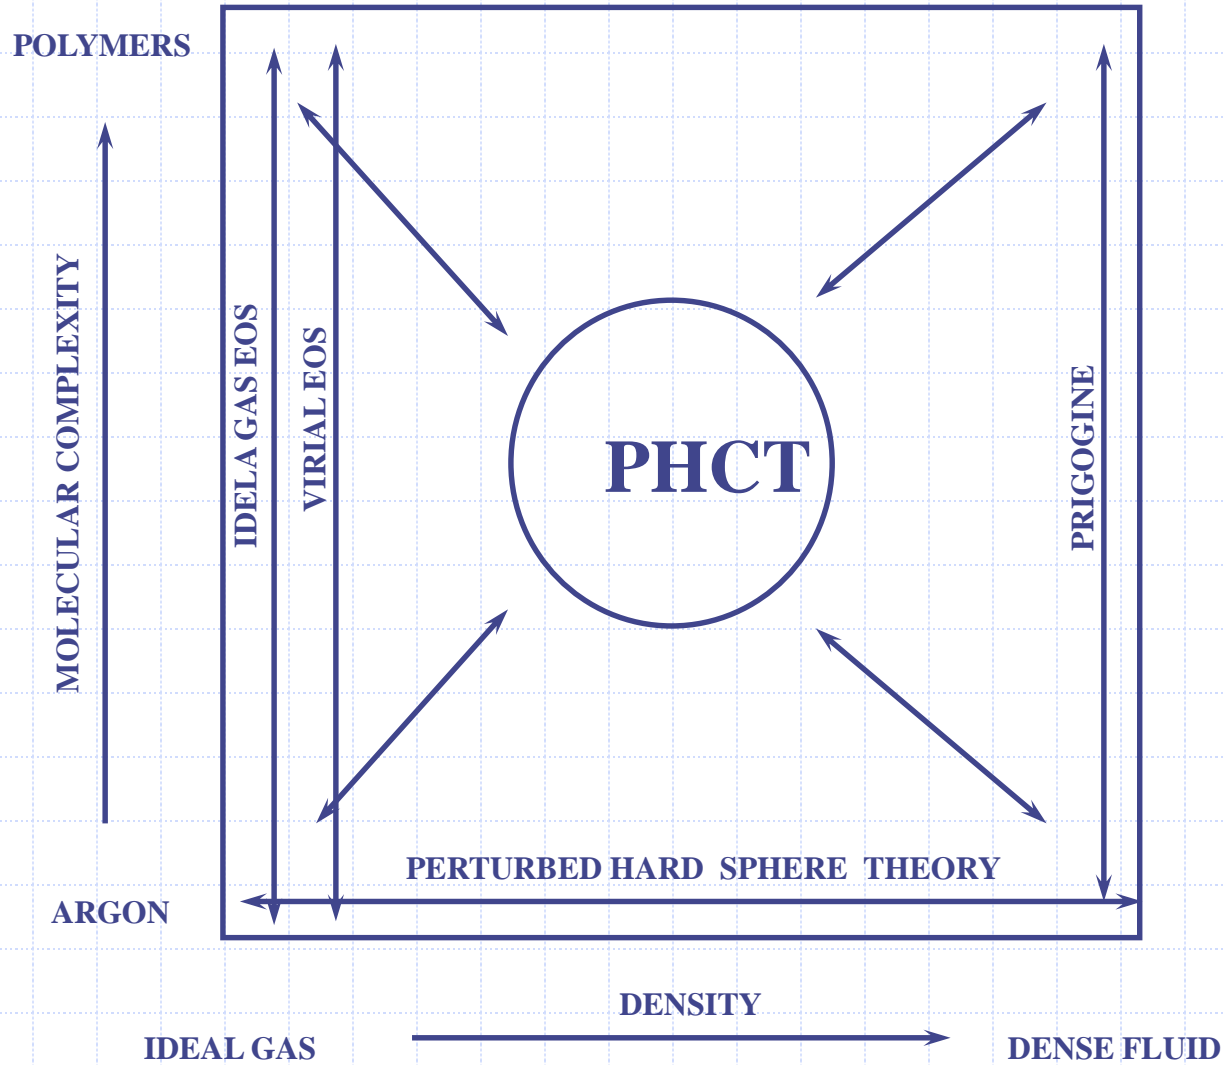 POLYMERS
MOLECULAR COMPLEXITY
IDELA GAS EOS
VIRIAL EOS
PHCT
PRIGOGINE
PERTURBED HARD SPHERE THEORY
ARGON
DENSITY
IDEAL GAS
DENSE FLUID